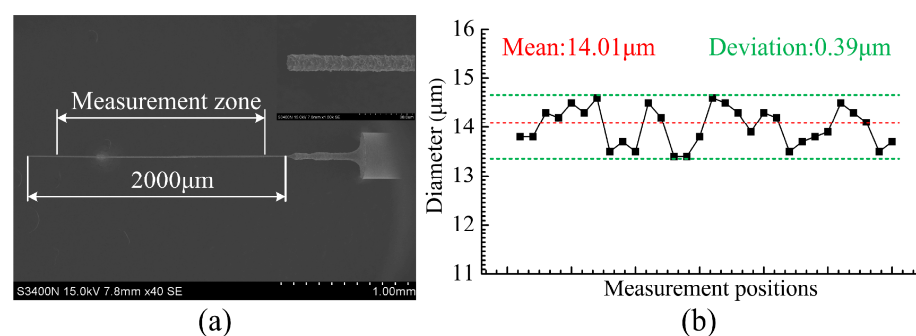 Measurement zone
2000μm
S3400N 15.0kV 7.8mm x40 SE
1.00mm
(a)
Mean:14.01μm
Deviation:0.39μm
16
15
14
13
12
11
Diameter (μm)
Measurement positions
(b)